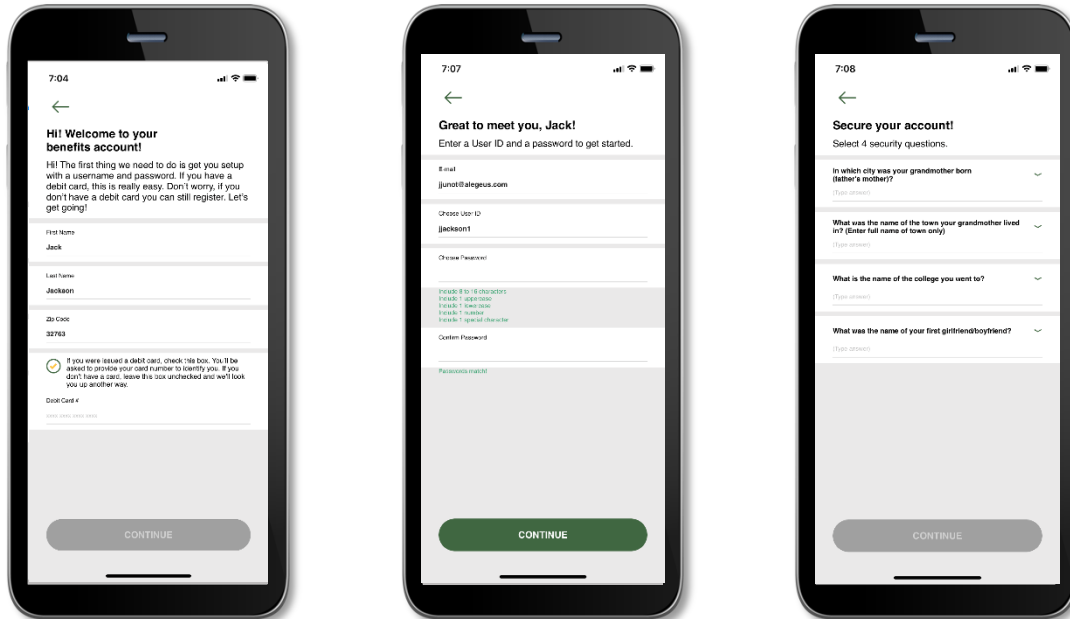 7:04
Hi! Welcome to your
benefits account!
Hi! The first thing we need to do is get you setup
with a username and password. If you have a
debit card, this is really easy. Don't worry, if you
don't have a debit card you can still register. Let's
get going!
First Name
Jack
Last Name
Jackson
Zip Code
32763
If you were issued a debit card, check this box. You'll be
asked to provide your card number to identify you. If you
don't have a card, leave this box unchecked and we'll look
you up another way.
Debit Card #
CONTINUE
7:07
Great to meet you, Jack!
Enter a User ID and a password to get started.
E-mail
jjunot@alegeus.com
Choose User ID
jjackson1
Choose Password
Include 8 to 16 characters
Include 1 uppercase
Include 1 lowercase
Include 1 number
Include 1 special character
Confirm Password
Passwords match!
CONTINUE
7:08
Secure your account!
Select 4 security questions.
In which city was your grandmother born
(father's mother)?
(Type answer)
What was the name of the town your grandmother lived
in? (Enter full name of town only)
(Type answer)
What is the name of the college you went to?
(Type answer)
What was the name of your first girlfriend/boyfriend?
(Type answer)
CONTINUE